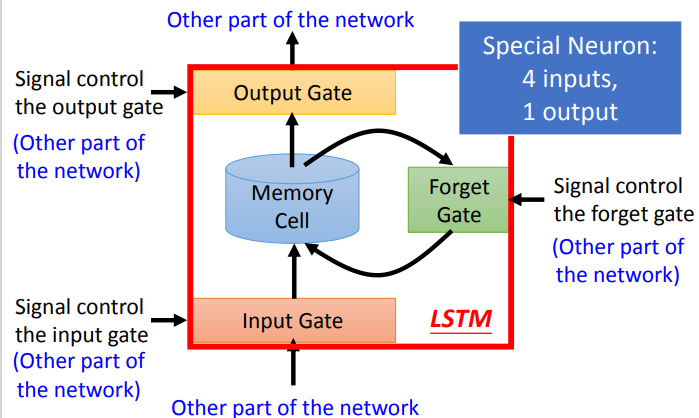 Other part of the network
Special Neuron:
4 inputs,
1 output
Signal control
the output gate
(Other part of
the network)
Output Gate
Memory
Cell
Forget
Gate
Signal control
the forget gate
(Other part of
the network)
Signal control
the input gate
(Other part of
the network)
Input Gate
LSTM
Other part of the network